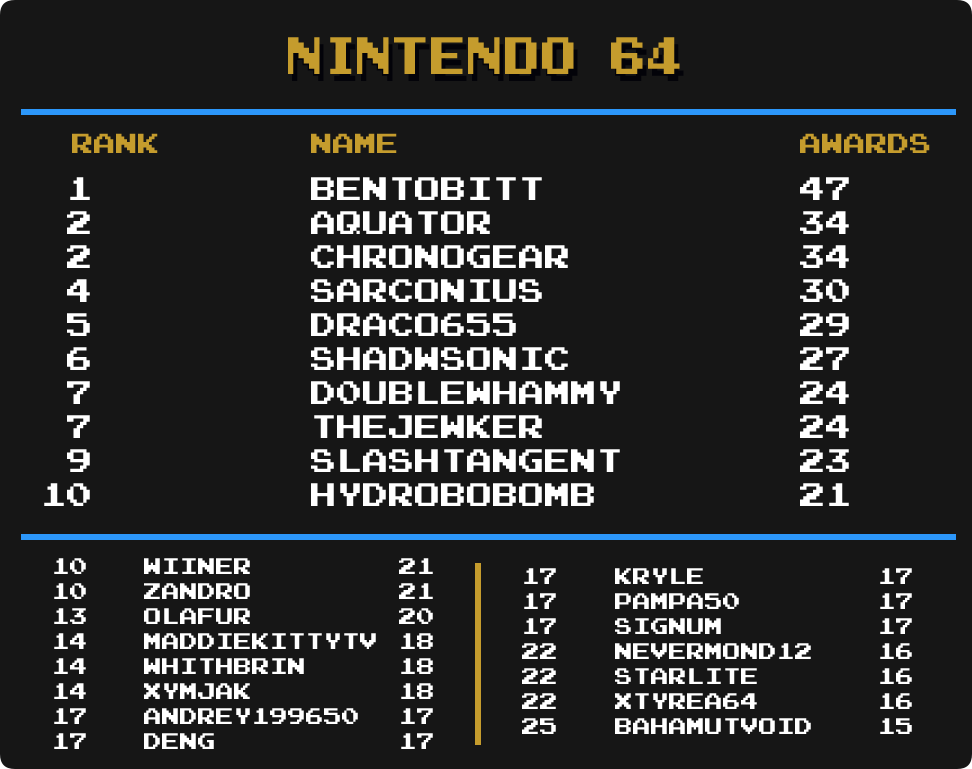 NINTENDO 64
RANK NAME AWARDS
1 BENTOBITT 47
2 AQUATOR 34
2 CHRONOGEAR 34
4 SARCONIUS 30
5 DRACO655 29
6 SHADWSONIC 27
7 DOUBLEWHAMMY 24
7 THEJEWKER 24
9 SLASHTANGENT 23
10 HYDROBOBOMB 21
10 WIINER 21
10 ZANDRO 21
13 OLAFUR 20
14 MADDIEKITTYTV 18
14 WHITHBRIN 18
14 XYMJAK 18
17 ANDREY199650 17
17 DENG 17
17 KRYLE 17
17 PAMPA50 17
17 SIGNUM 17
22 NEVERMOND12 16
22 STARLITE 16
22 XTYREA64 16
25 BAHAMUTVOID 15